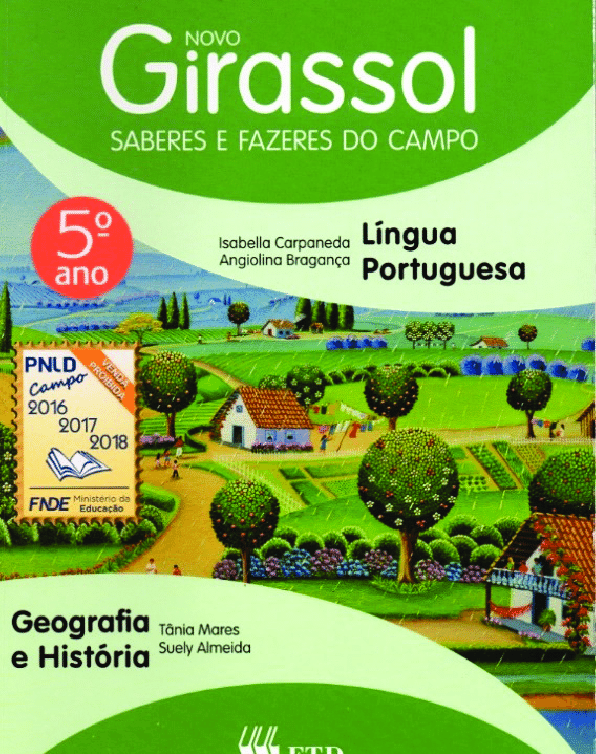 NOVO
Girassol
SABERES E FAZERES DO CAMPO
5º
ano
Isabella Carpaneda
Angiolina Bragança
Língua
Portuguesa
PNLD
Campo
2016
2017
2018
VENDA
PROIBIDA
FNDE
Ministério da
Educação
Geografia
e História
Tânia Mares
Suely Almeida
FTD